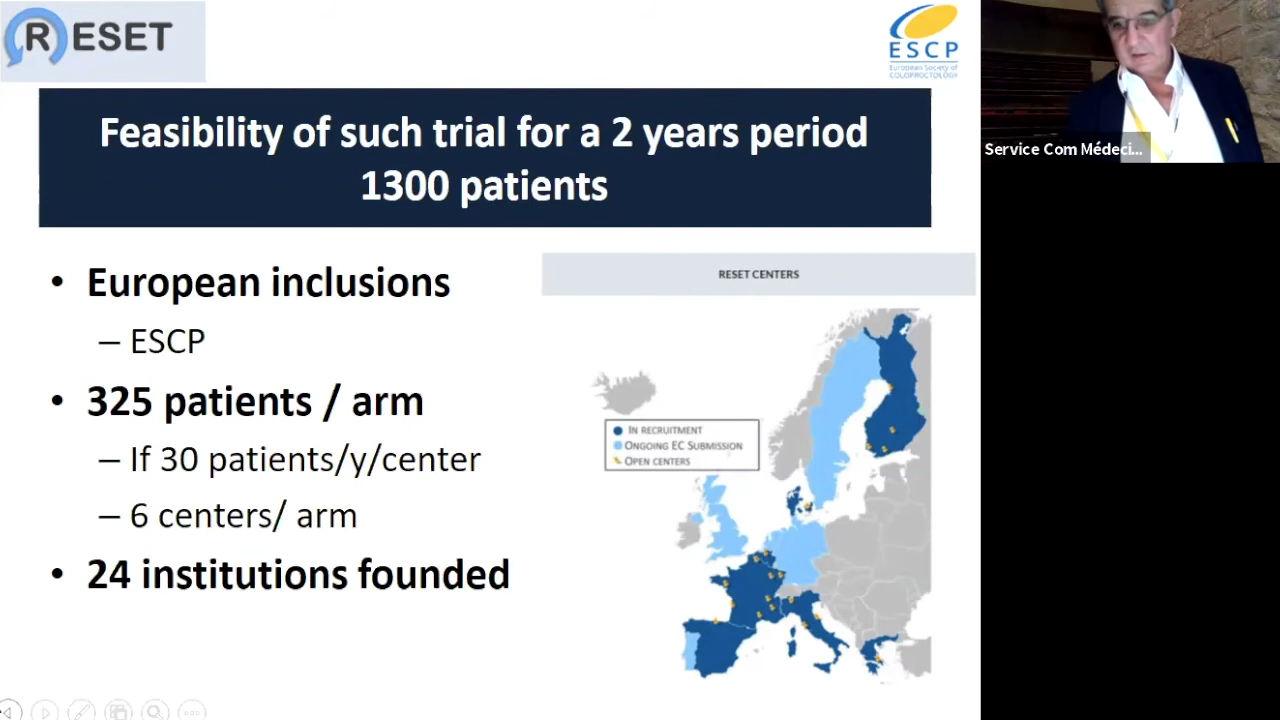 RESET
ESCP
European Society of
COLOPROCTOLOGY
Feasibility of such trial for a 2 years period
1300 patients
• European inclusions
– ESCP
• 325 patients / arm
– If 30 patients/y/center
– 6 centers/ arm
• 24 institutions founded
RESET CENTERS
IN RECRUITMENT
ONGOING EC SUBMISSION
OPEN CENTERS
Service Com Médeci...